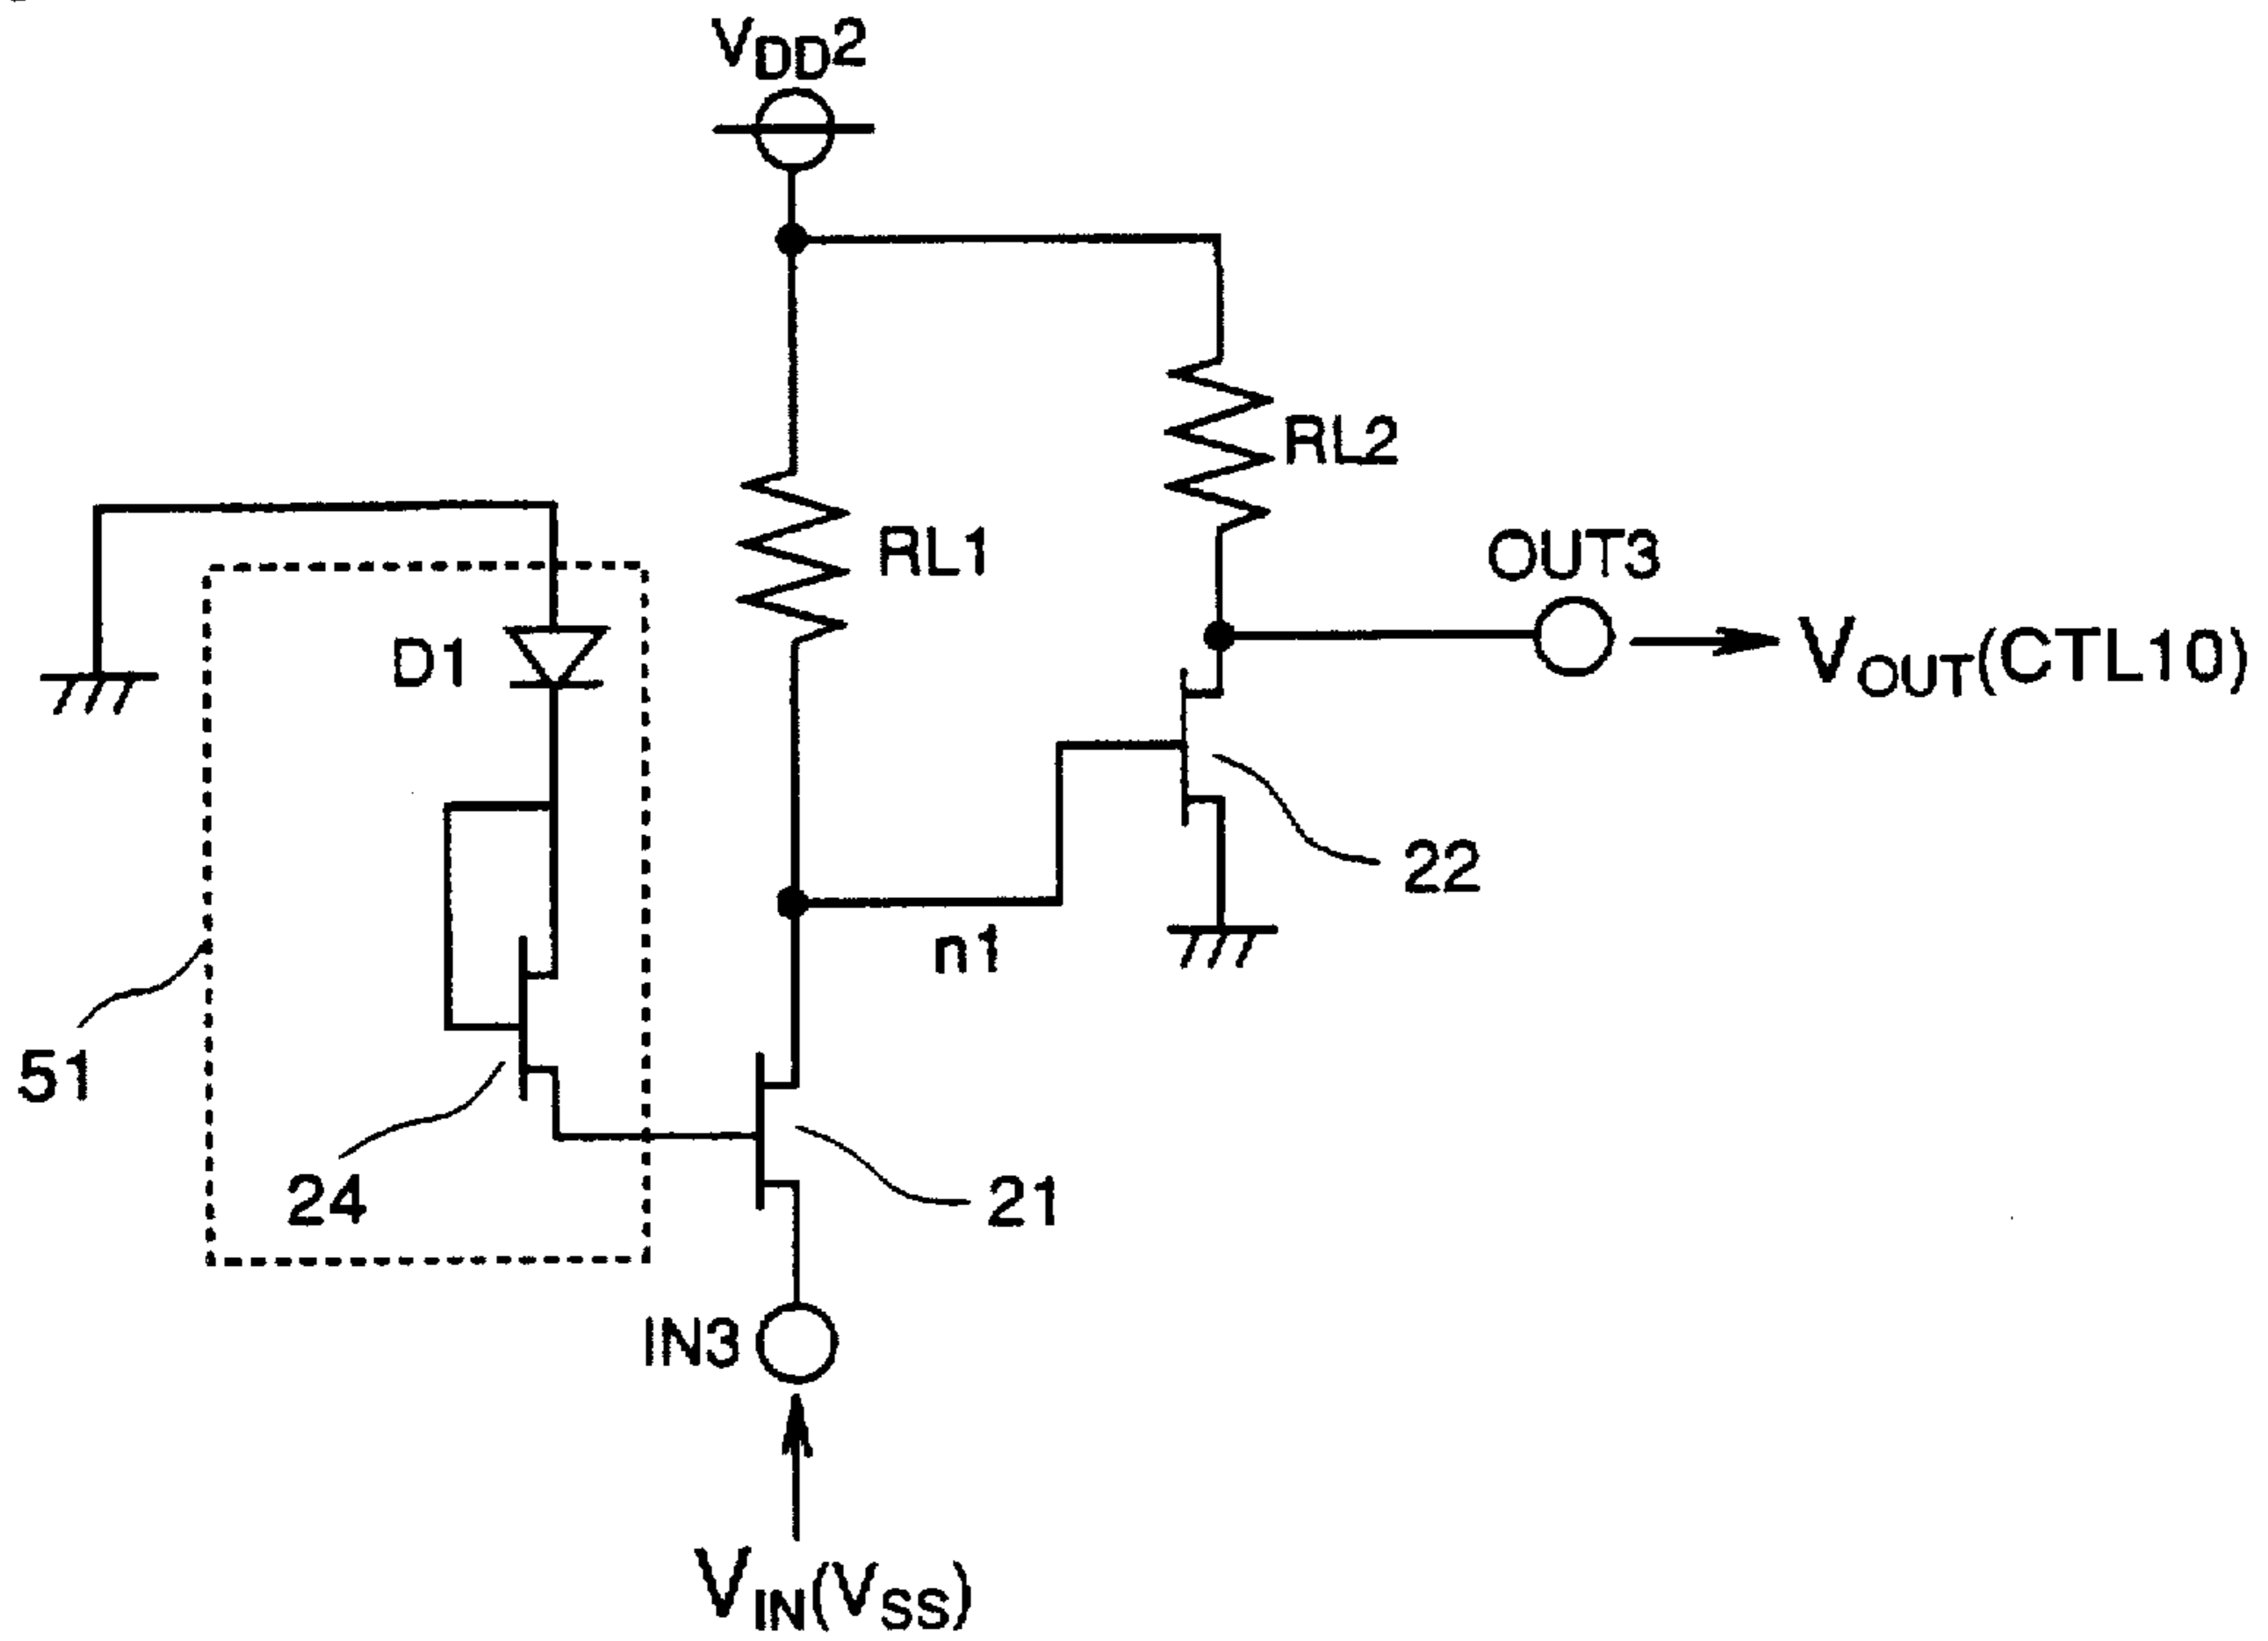 VDD2
RL2
RL1
OUT3
D1
VOUT(CTL10)
22
n1
51
24
21
IN3
VIN(VSS)